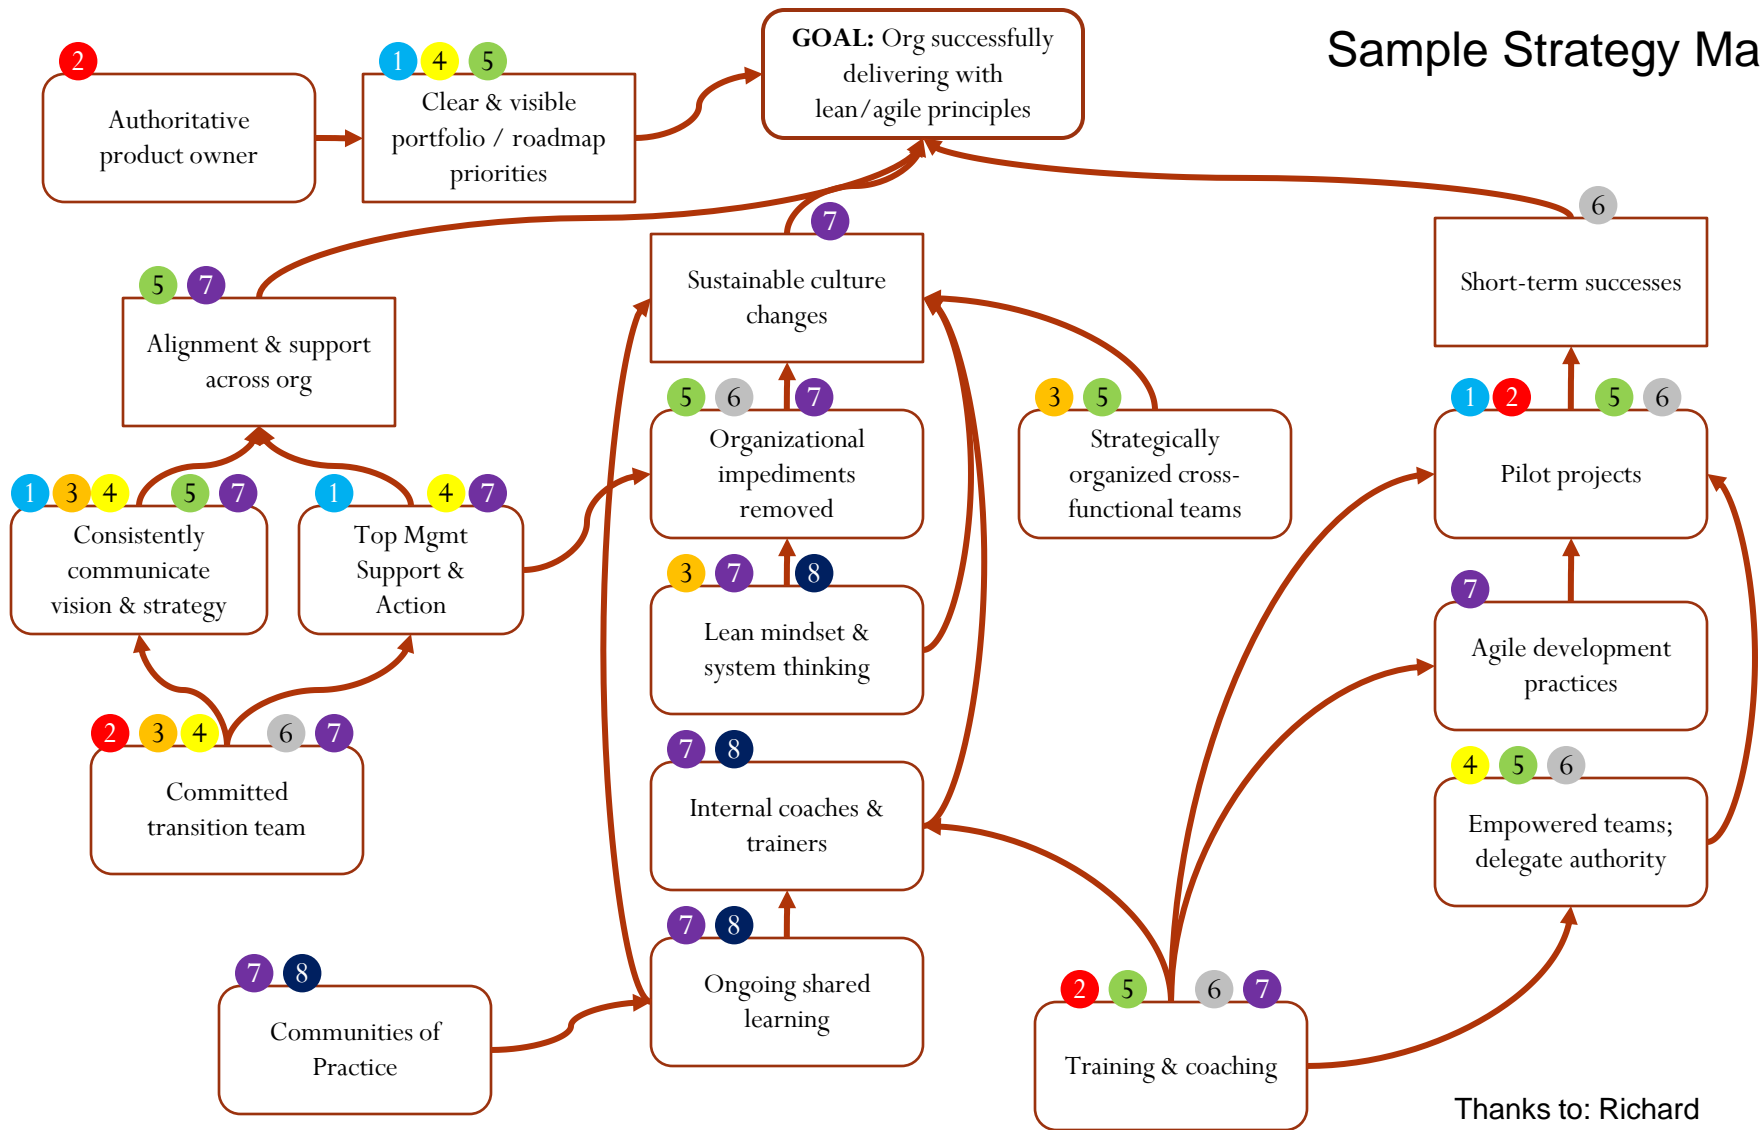 Sample Strategy Ma
GOAL: Org successfully
delivering with
lean/agile principles
2
Authoritative
product owner
1 4 5
Clear & visible
portfolio / roadmap
priorities
5 7
Alignment & support
across org
7
Sustainable culture
changes
6
Short-term successes
1 3 4 5 7
Consistently
communicate
vision & strategy
1 4 7
Top Mgmt
Support &
Action
5 6 7
Organizational
impediments
removed
3 5
Strategically
organized cross-
functional teams
1 2 5 6
Pilot projects
3 7 8
Lean mindset &
system thinking
7
Agile development
practices
2 3 4 6 7
Committed
transition team
7 8
Internal coaches &
trainers
4 5 6
Empowered teams;
delegate authority
7 8
Communities of
Practice
7 8
Ongoing shared
learning
2 5 6 7
Training & coaching
Thanks to: Richard